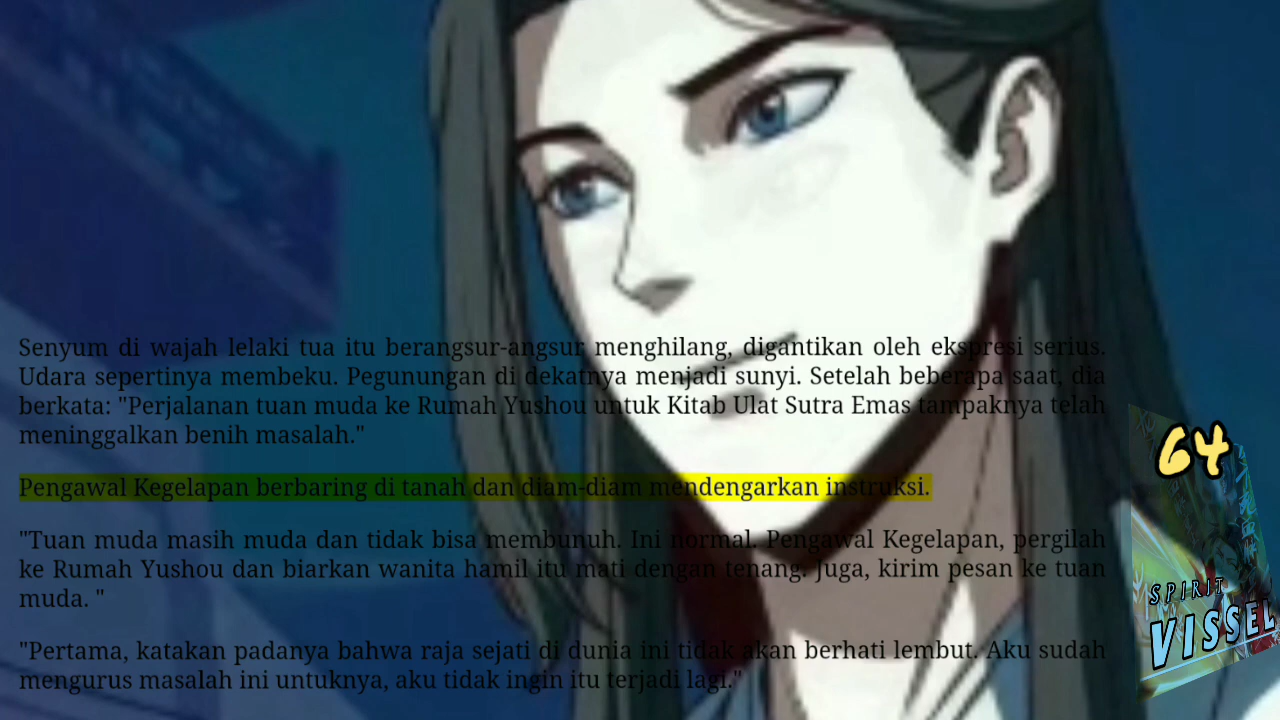 Senyum di wajah lelaki tua itu berangsur-angsur menghilang, digantikan oleh ekspresi serius.
Udara sepertinya membeku. Pegunungan di dekatnya menjadi sunyi. Setelah beberapa saat, dia
berkata: "Perjalanan tuan muda ke Rumah Yushou untuk Kitab Ulat Sutra Emas tampaknya telah
meninggalkan benih masalah."
Pengawal Kegelapan berbaring di tanah dan diam-diam mendengarkan instruksi.
"Tuan muda masih muda dan tidak bisa membunuh. Ini normal. Pengawal Kegelapan, pergilah
ke Rumah Yushou dan biarkan wanita hamil itu mati dengan tenang. Juga, kirim pesan ke tuan
muda. "
"Pertama, katakan padanya bahwa raja sejati di dunia ini tidak akan berhati lembut. Aku sudah
mengurus masalah ini untuknya, aku tidak ingin itu terjadi lagi."
64
SPIRIT
VISSEL